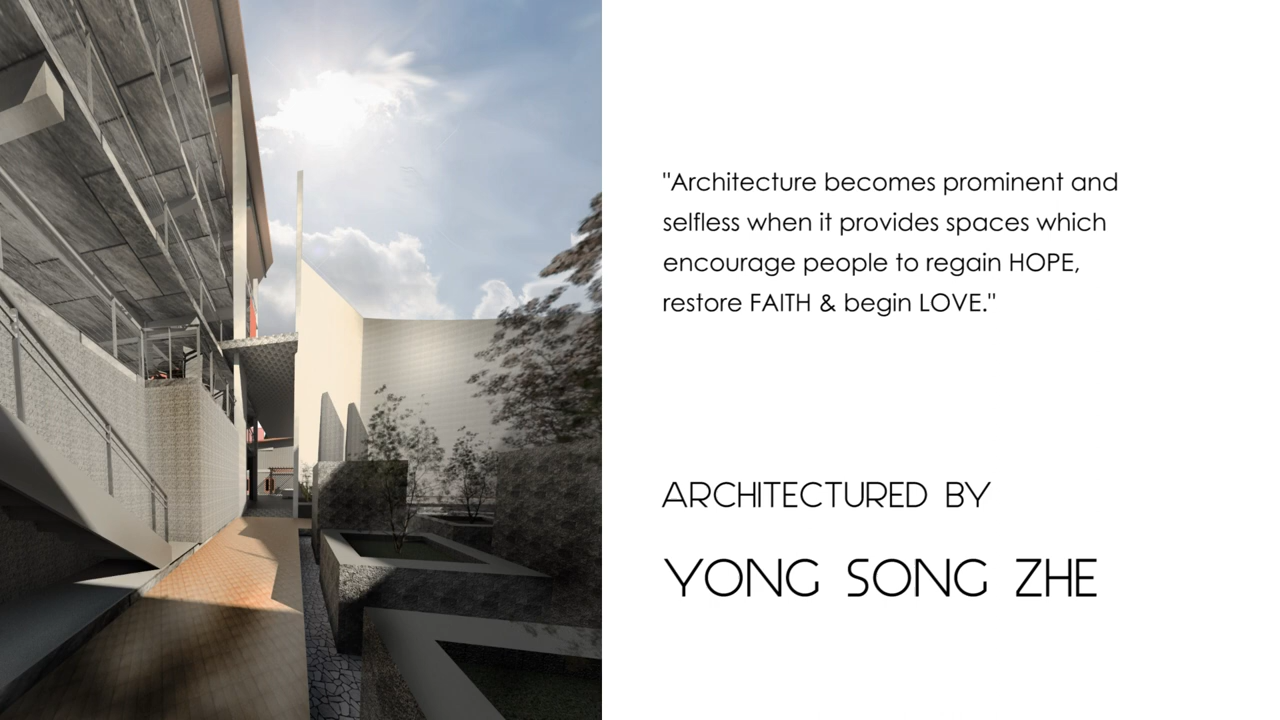 "Architecture becomes prominent and
selfless when it provides spaces which
encourage people to regain HOPE,
restore FAITH & begin LOVE."
ARCHITECTURED BY
YONG SONG ZHE